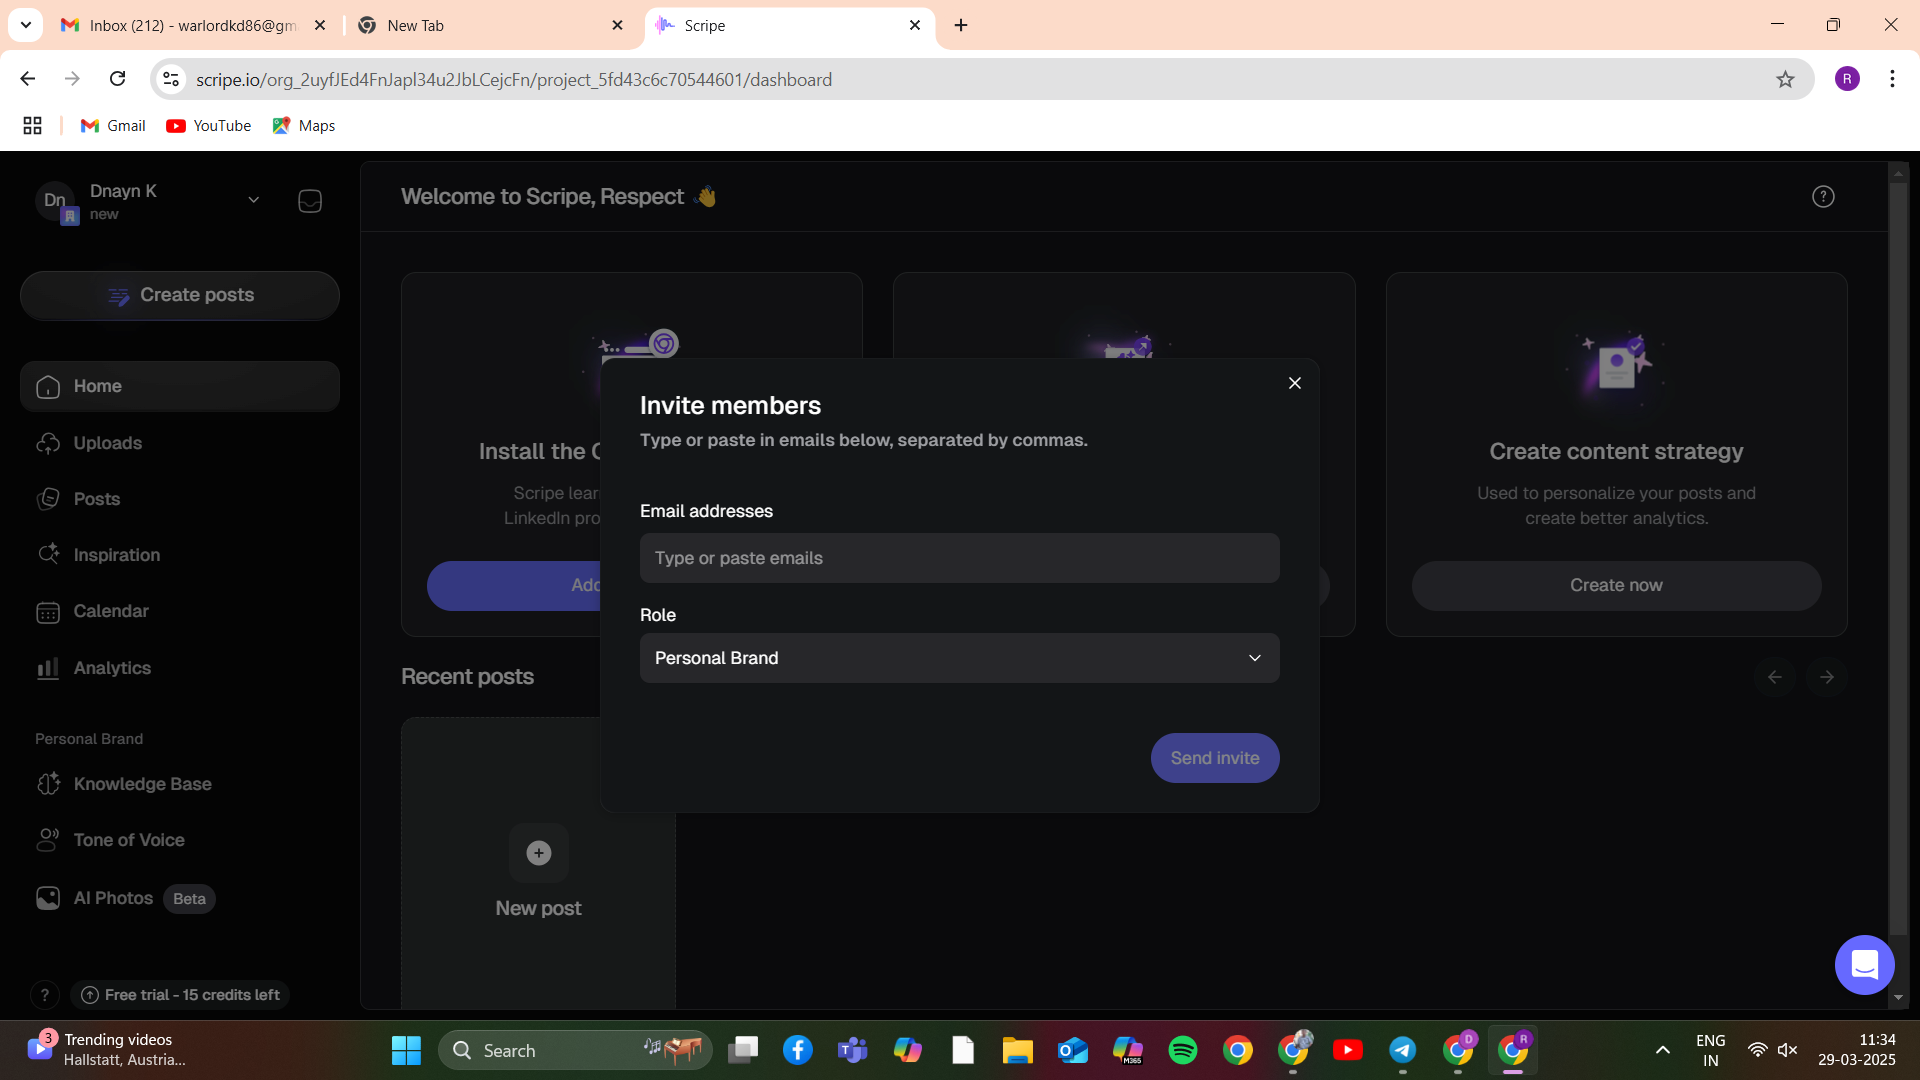 Inbox (212) - warlordkd86@gm
New Tab
Scripe
scripe.io/org_2uyfJEd4FnJapl34u2JbLCejcFn/project_5fd43c6c70544601/dashboard
R
Gmail
YouTube
Maps
Dn
Dnayn K
new
Welcome to Scripe, Respect 👋
Create posts
Home
Uploads
Posts
Inspiration
Calendar
Analytics
Personal Brand
Knowledge Base
Tone of Voice
AI Photos Beta
? Free trial - 15 credits left
Install the
Scripe lear
LinkedIn pro
Add
Create content strategy
Used to personalize your posts and
create better analytics.
Create now
Recent posts
New post
Invite members
Type or paste in emails below, separated by commas.
Email addresses
Type or paste emails
Role
Personal Brand
Send invite
3
Trending videos
Hallstatt, Austria...
Search
M365
D
R
ENG
IN
11:34
29-03-2025